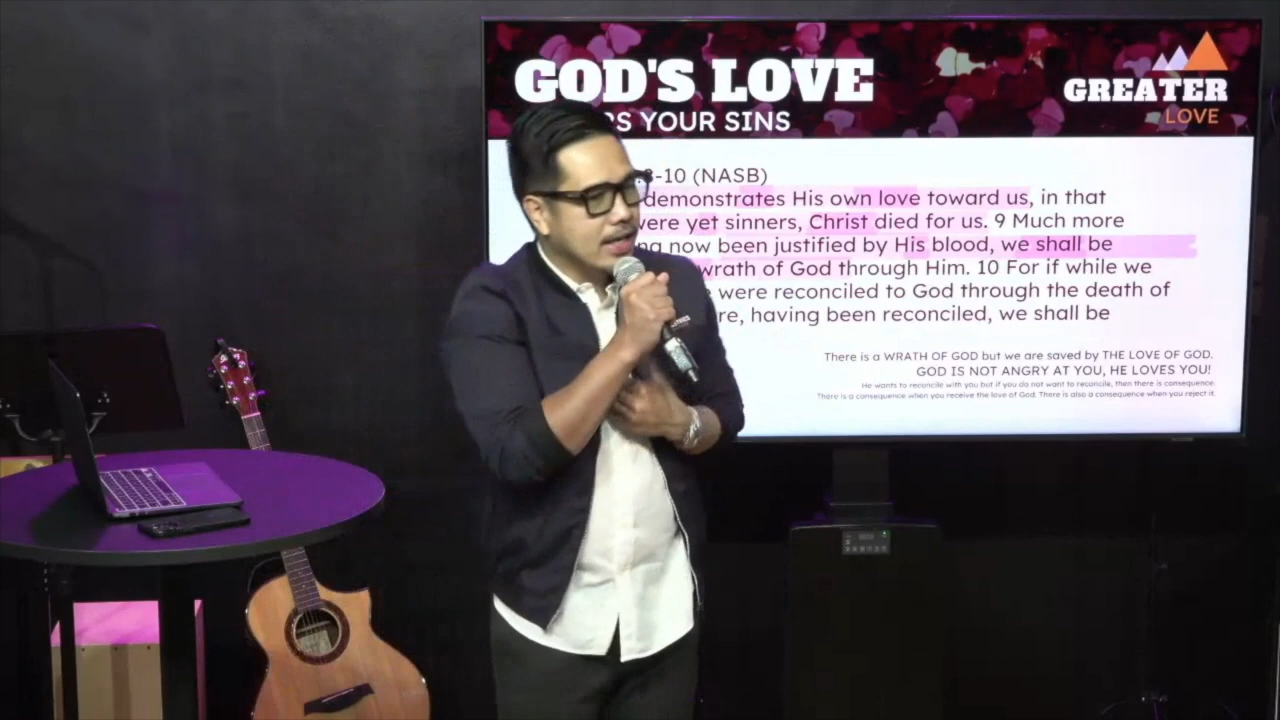 GOD'S LOVE
YOUR SINS
GREATER
LOVE
8-10 (NASB)
demonstrates His own love toward us, in that
were yet sinners, Christ died for us. 9 Much more
now been justified by His blood, we shall be
wrath of God through Him. 10 For if while we
were reconciled to God through the death of
having been reconciled, we shall be
There is a WRATH OF GOD but we are saved by THE LOVE OF GOD.
GOD IS NOT ANGRY AT YOU, HE LOVES YOU!
He wants to reconcile with you but if you do not want to reconcile, then there is consequence.
There is a consequence when you receive the love of God. There is also a consequence when you reject it.